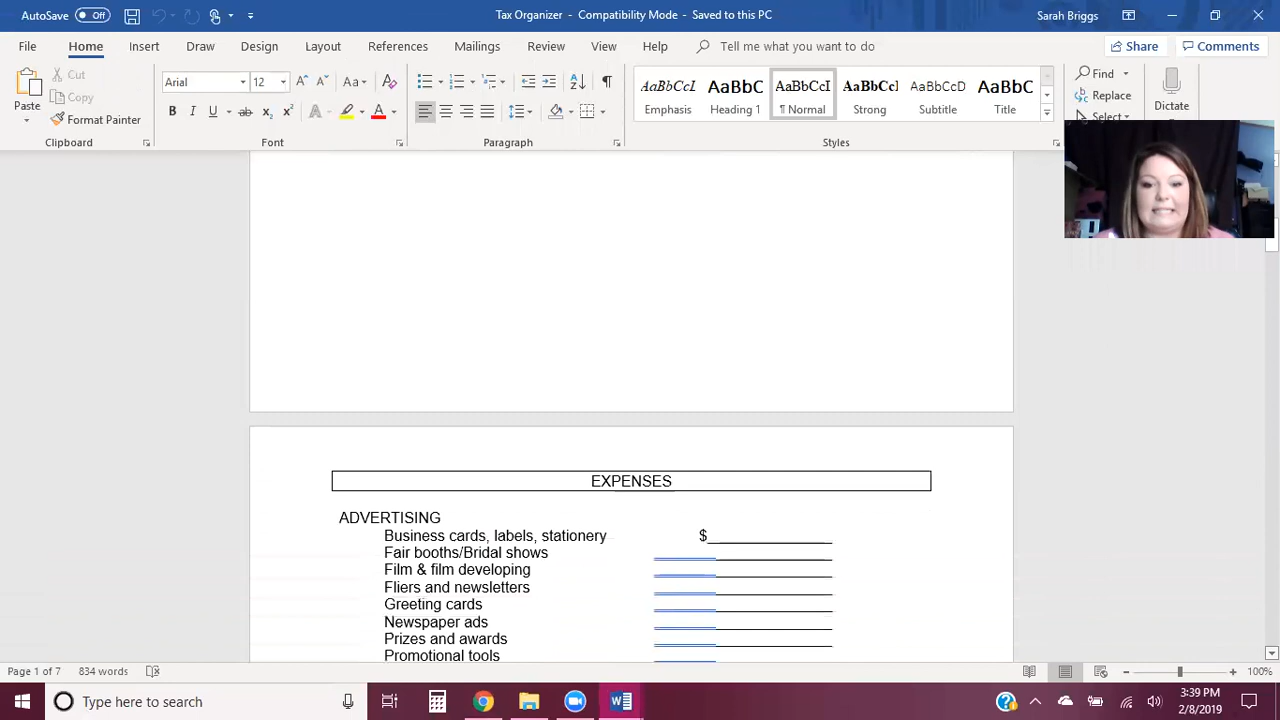 AutoSave Off
Tax Organizer - Compatibility Mode - Saved to this PC
Sarah Briggs
File Home Insert Draw Design Layout References Mailings Review View Help Tell me what you want to do
Share Comments
Paste
Cut
Copy
Format Painter
Clipboard
Arial 12
Font
Paragraph
AaBbCcI AaBbC AaBbCcI AaBbCc AaBbCcD AaBbC
Emphasis Heading 1 ¶ Normal Strong Subtitle Title
Styles
Find
Replace
Select
Dictate
EXPENSES
ADVERTISING
Business cards, labels, stationery $
Fair booths/Bridal shows
Film & film developing
Fliers and newsletters
Greeting cards
Newspaper ads
Prizes and awards
Promotional tools
Page 1 of 7 834 words
100%
Type here to search
3:39 PM
2/8/2019